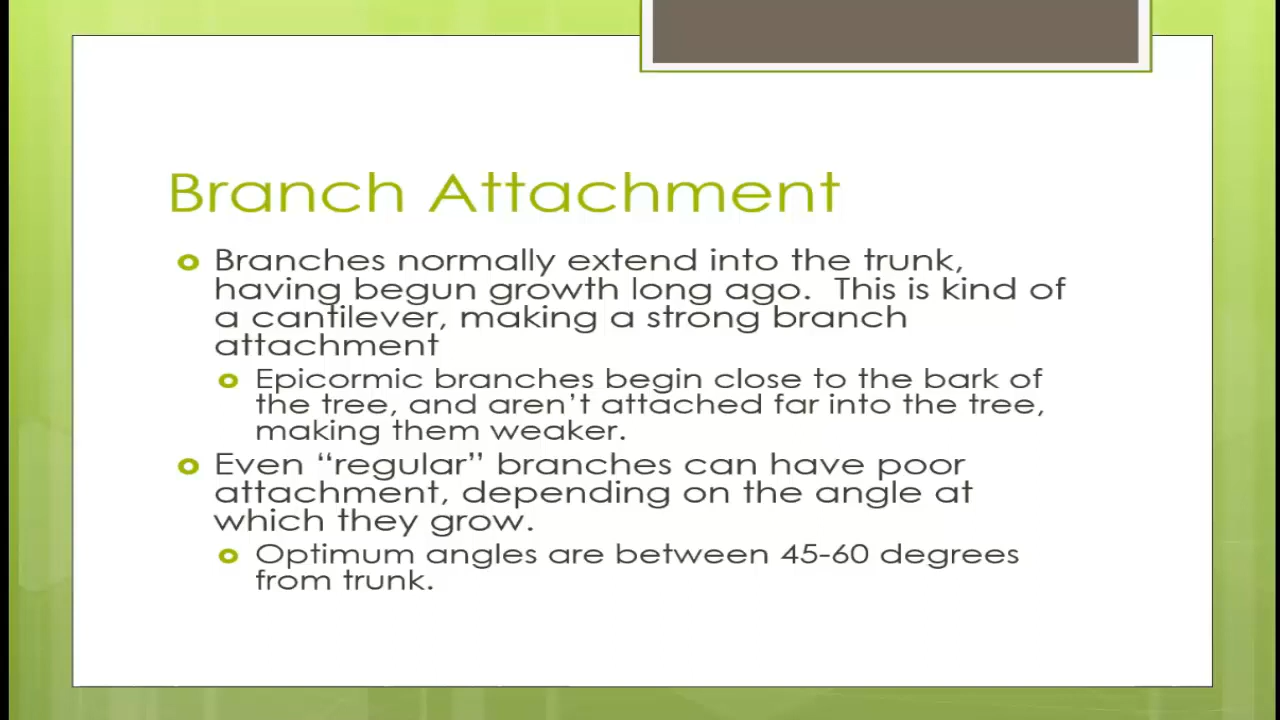 Branch Attachment
Branches normally extend into the trunk,
having begun growth long ago.  This is kind of
a cantilever, making a strong branch
attachment
Epicormic branches begin close to the bark of
the tree, and aren’t attached far into the tree,
making them weaker.
Even “regular” branches can have poor
attachment, depending on the angle at
which they grow.
Optimum angles are between 45-60 degrees
from trunk.